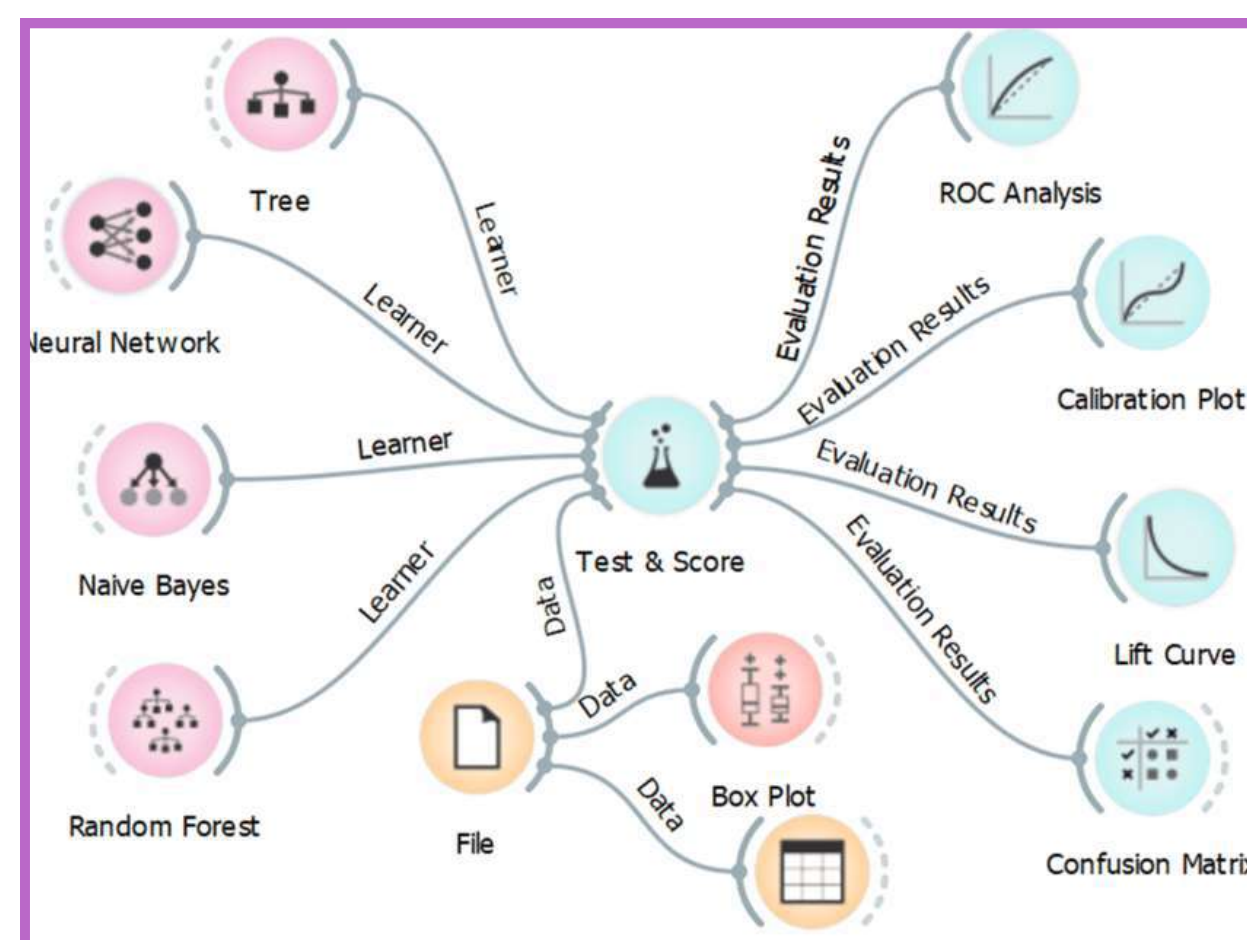 Tree
ROC Analysis
Learner
Evaluation Results
Neural Network
Learner
Evaluation Results
Calibration Plot
Learner
Evaluation Results
Naive Bayes
Test & Score
Learner
Data
Evaluation Results
Lift Curve
Data
Random Forest
File
Data
Box Plot
Confusion Matri